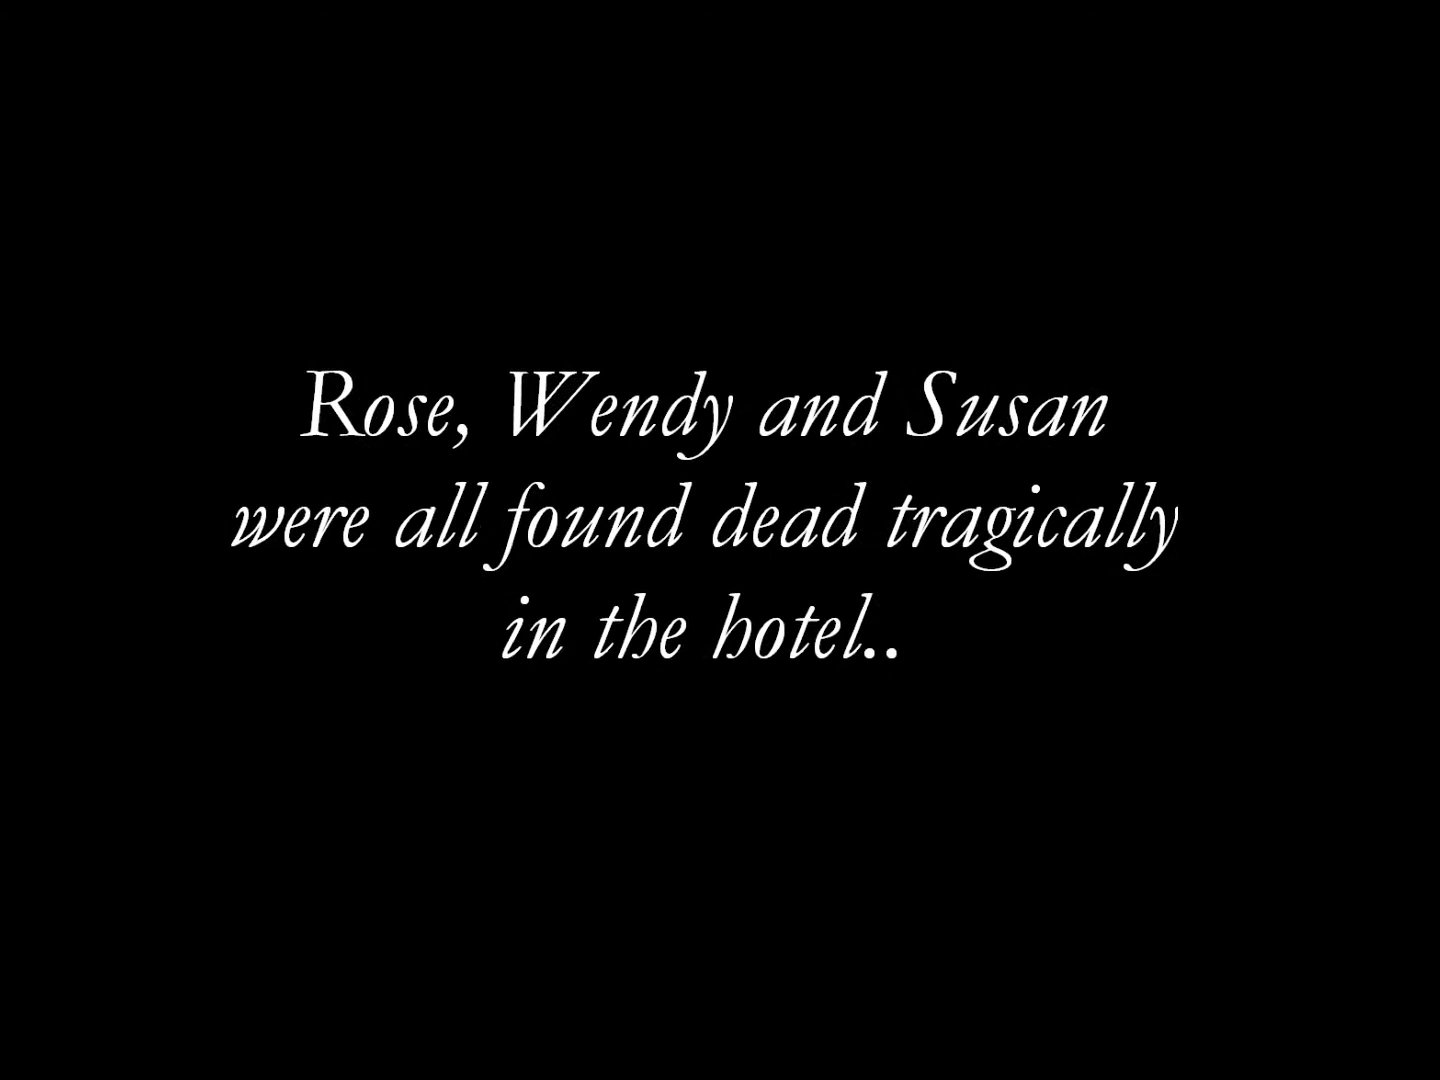 Rose, Wendy and Susan
were all found dead tragically
in the hotel..